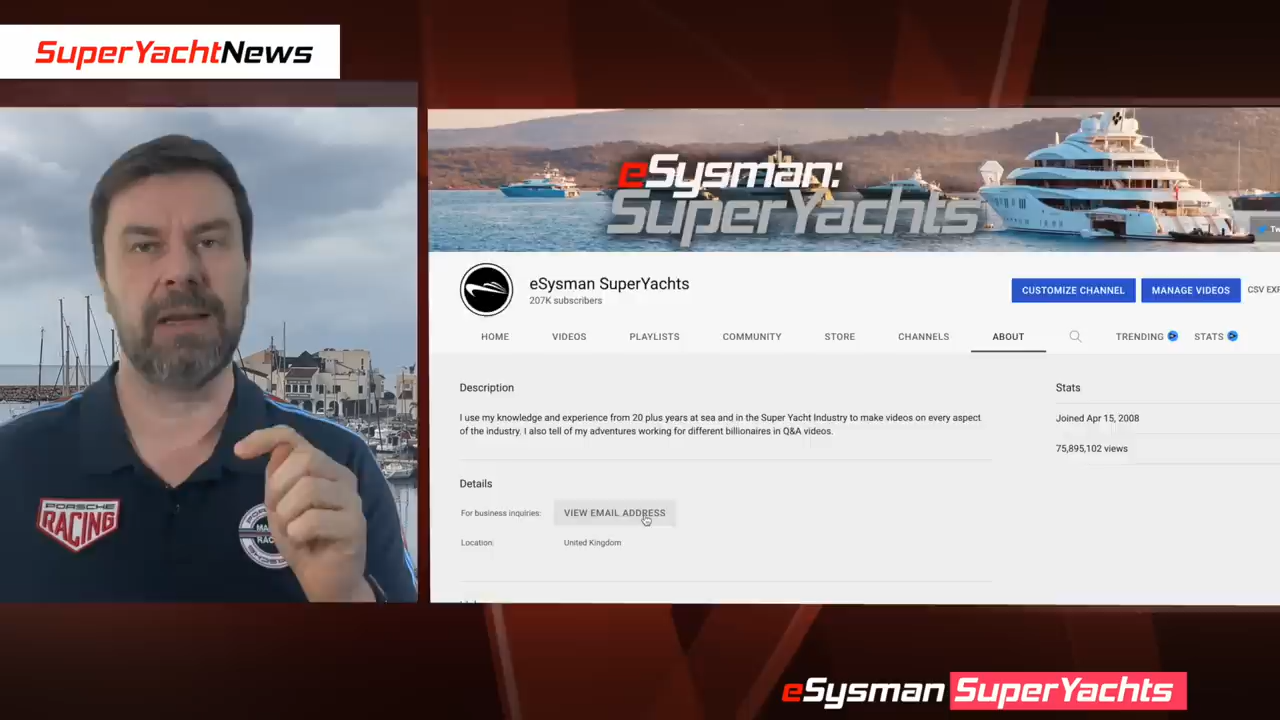 SuperYachtNews
eSysman:
SuperYachts
eSysman SuperYachts
207K subscribers
CUSTOMIZE CHANNEL
MANAGE VIDEOS
HOME
VIDEOS
PLAYLISTS
COMMUNITY
STORE
CHANNELS
ABOUT
TRENDING
STATS
Description
I use my knowledge and experience from 20 plus years at sea and in the Super Yacht Industry to make videos on every aspect
of the industry. I also tell of my adventures working for different billionaires in Q&A videos.
Stats
Joined Apr 15, 2008
75,895,102 views
Details
For business inquiries:
VIEW EMAIL ADDRESS
Location:
United Kingdom
PORSCHE
RACING
eSysman SuperYachts